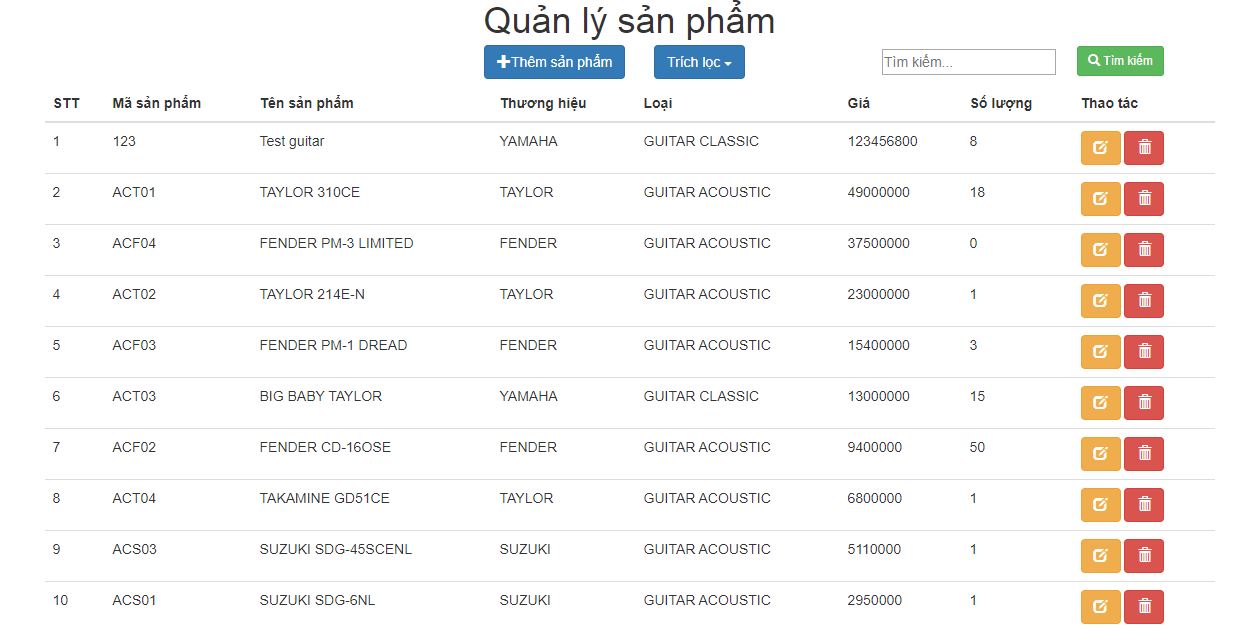 Quản lý sản phẩm
Thêm sản phẩm Trích lọc Tìm kiếm... Tìm kiếm
STT Mã sản phẩm Tên sản phẩm Thương hiệu Loại Giá Số lượng Thao tác
1 123 Test guitar YAMAHA GUITAR CLASSIC 123456800 8
2 ACT01 TAYLOR 310CE TAYLOR GUITAR ACOUSTIC 49000000 18
3 ACF04 FENDER PM-3 LIMITED FENDER GUITAR ACOUSTIC 37500000 0
4 ACT02 TAYLOR 214E-N TAYLOR GUITAR ACOUSTIC 23000000 1
5 ACF03 FENDER PM-1 DREAD FENDER GUITAR ACOUSTIC 15400000 3
6 ACT03 BIG BABY TAYLOR YAMAHA GUITAR CLASSIC 13000000 15
7 ACF02 FENDER CD-16OSE FENDER GUITAR ACOUSTIC 9400000 50
8 ACT04 TAKAMINE GD51CE TAYLOR GUITAR ACOUSTIC 6800000 1
9 ACS03 SUZUKI SDG-45SCENL SUZUKI GUITAR ACOUSTIC 5110000 1
10 ACS01 SUZUKI SDG-6NL SUZUKI GUITAR ACOUSTIC 2950000 1